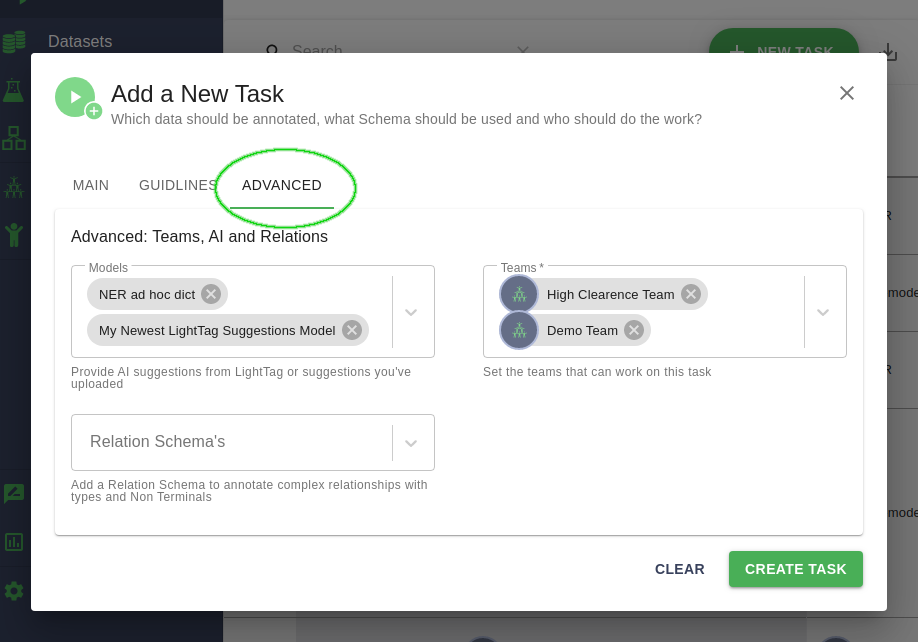 Datasets
Search
NEW TASK
Add a New Task
Which data should be annotated, what Schema should be used and who should do the work?
MAIN
GUIDLINES
ADVANCED
Advanced: Teams, AI and Relations
Models
NER ad hoc dict
My Newest LightTag Suggestions Model
Provide AI suggestions from LightTag or suggestions you've
uploaded
Teams *
High Clearence Team
Demo Team
Set the teams that can work on this task
Relation Schema's
Add a Relation Schema to annotate complex relationships with
types and Non Terminals
R
mode
R
mode
CLEAR
CREATE TASK